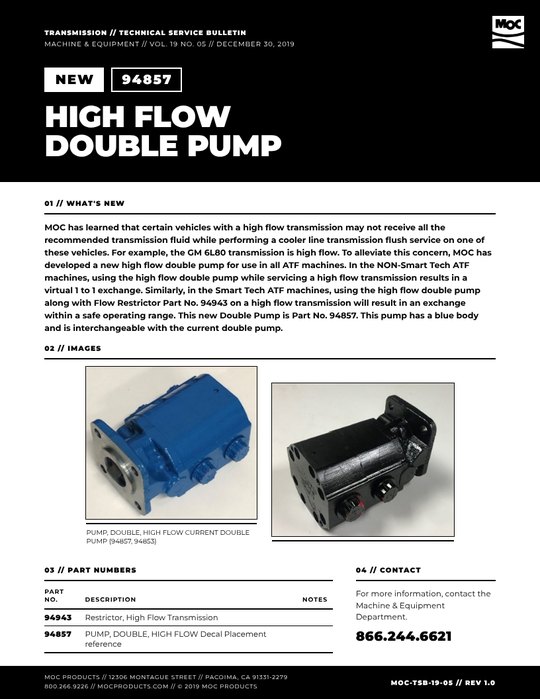 TRANSMISSION // TECHNICAL SERVICE BULLETIN
MACHINE & EQUIPMENT // VOL. 19 NO. 05 // DECEMBER 30, 2019
MOC
NEW 94857
HIGH FLOW
DOUBLE PUMP
01 // WHAT'S NEW
MOC has learned that certain vehicles with a high flow transmission may not receive all the
recommended transmission fluid while performing a cooler line transmission flush service on one of
these vehicles. For example, the GM 6L80 transmission is high flow. To alleviate this concern, MOC has
developed a new high flow double pump for use in all ATF machines. In the NON-Smart Tech ATF
machines, using the high flow double pump while servicing a high flow transmission results in a
virtual 1 to 1 exchange. Similarly, in the Smart Tech ATF machines, using the high flow double pump
along with Flow Restrictor Part No. 94943 on a high flow transmission will result in an exchange
within a safe operating range. This new Double Pump is Part No. 94857. This pump has a blue body
and is interchangeable with the current double pump.
02 // IMAGES
PUMP, DOUBLE, HIGH FLOW CURRENT DOUBLE
PUMP (94857, 94853)
03 // PART NUMBERS
PART
NO. DESCRIPTION NOTES
94943 Restrictor, High Flow Transmission
94857 PUMP, DOUBLE, HIGH FLOW Decal Placement
reference
04 // CONTACT
For more information, contact the
Machine & Equipment
Department.
866.244.6621
MOC PRODUCTS // 12306 MONTAGUE STREET // PACOIMA, CA 91331-2279
800.266.9226 // MOCPRODUCTS.COM // © 2019 MOC PRODUCTS
MOC-TSB-19-05 // REV 1.0